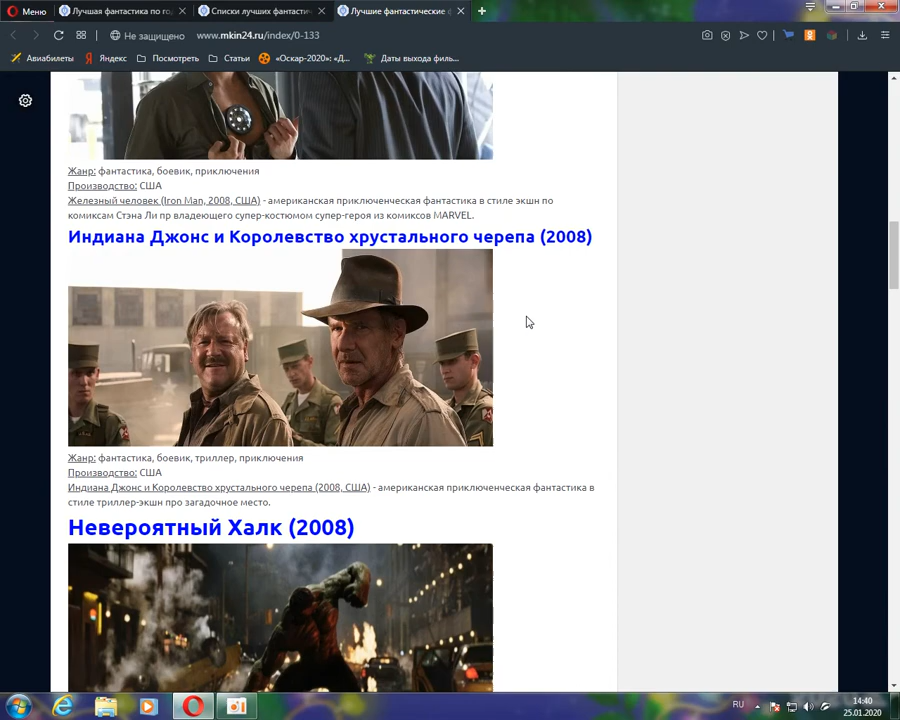 Меню
Лучшая фантастика по го
Списки лучших фантастич
Лучшие фантастические ф
Не защищено
www.mkin24.ru/index/0-133
Авиабилеты
Яндекс
Посмотреть
Статьи
«Оскар-2020»: «Д...
Даты выхода филь...
Жанр: фантастика, боевик, приключения
Производство: США
Железный человек (Iron Man, 2008, США) - американская приключенческая фантастика в стиле экшн по
комиксам Стэна Ли пр владеющего супер-костюмом супер-героя из комиксов MARVEL.
Индиана Джонс и Королевство хрустального черепа (2008)
Жанр: фантастика, боевик, триллер, приключения
Производство: США
Индиана Джонс и Королевство хрустального черепа (2008, США) - американская приключенческая фантастика в
стиле триллер-экшн про загадочное место.
Невероятный Халк (2008)
RU
14:40
25.01.2020